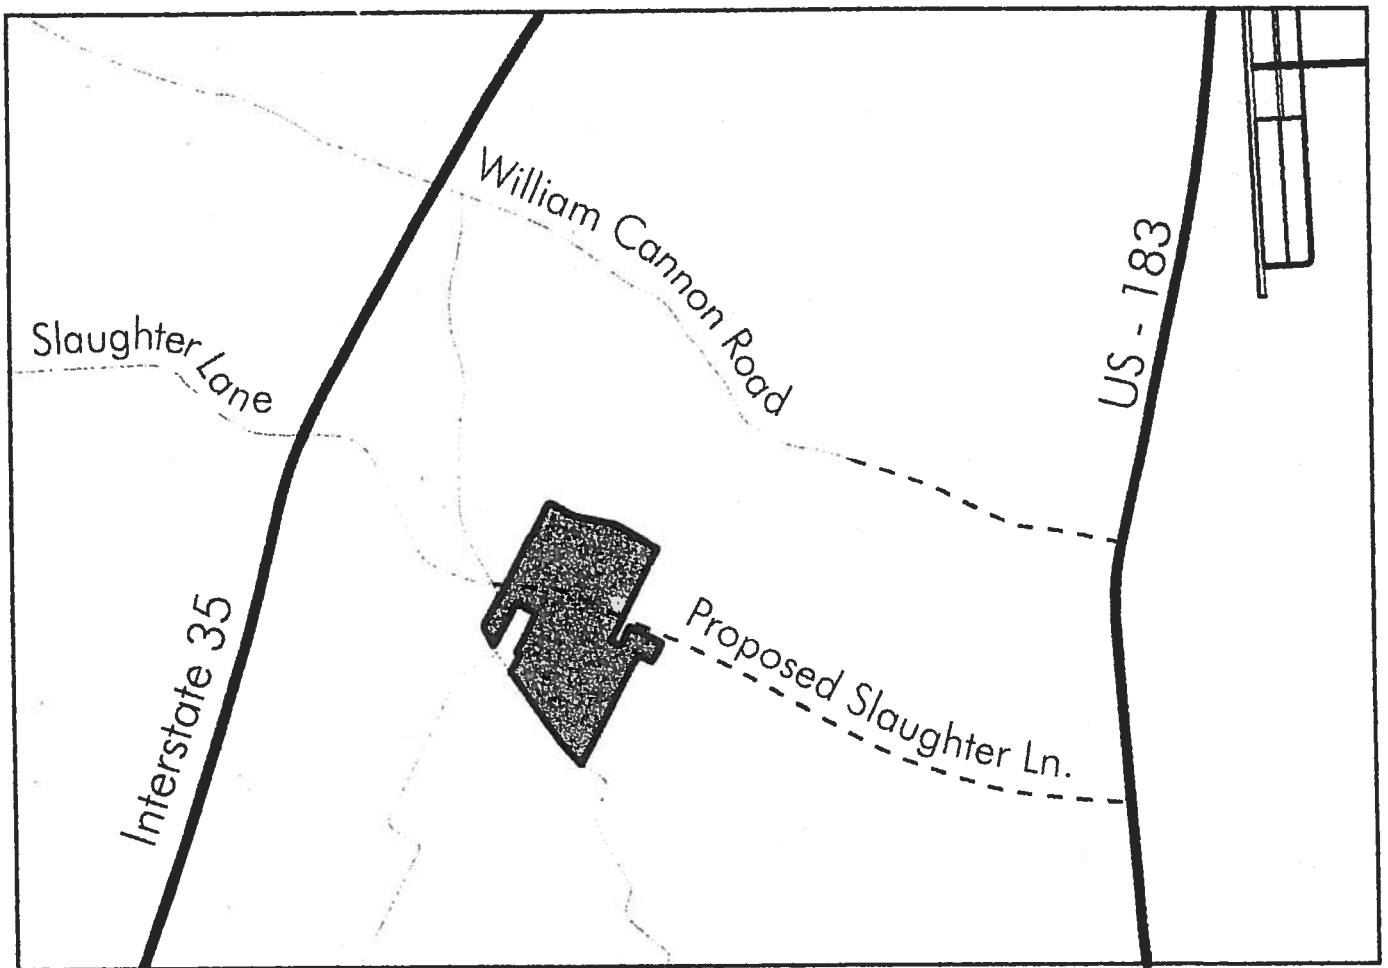 William Cannon Road
US - 183
Slaughter Lane
Interstate 35
Proposed Slaughter Ln.